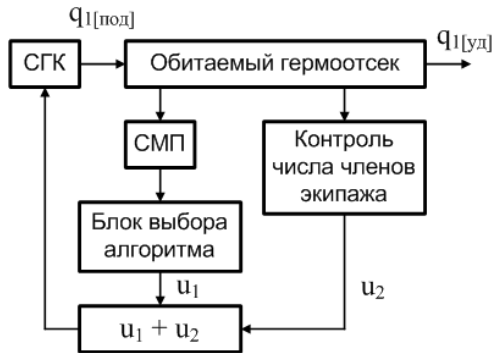 q1[под]
q1[уд]
СГК
Обитаемый гермоотсек
СМП
Контроль
числа членов
экипажа
Блок выбора
алгоритма
u1
u2
u1 + u2